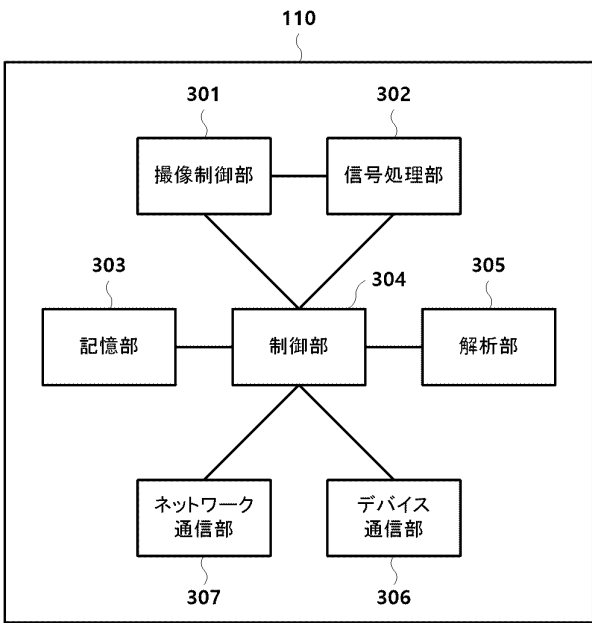 110
301
302
撮像制御部
信号処理部
303
304
305
記憶部
制御部
解析部
ネットワーク
通信部
デバイス
通信部
307
306